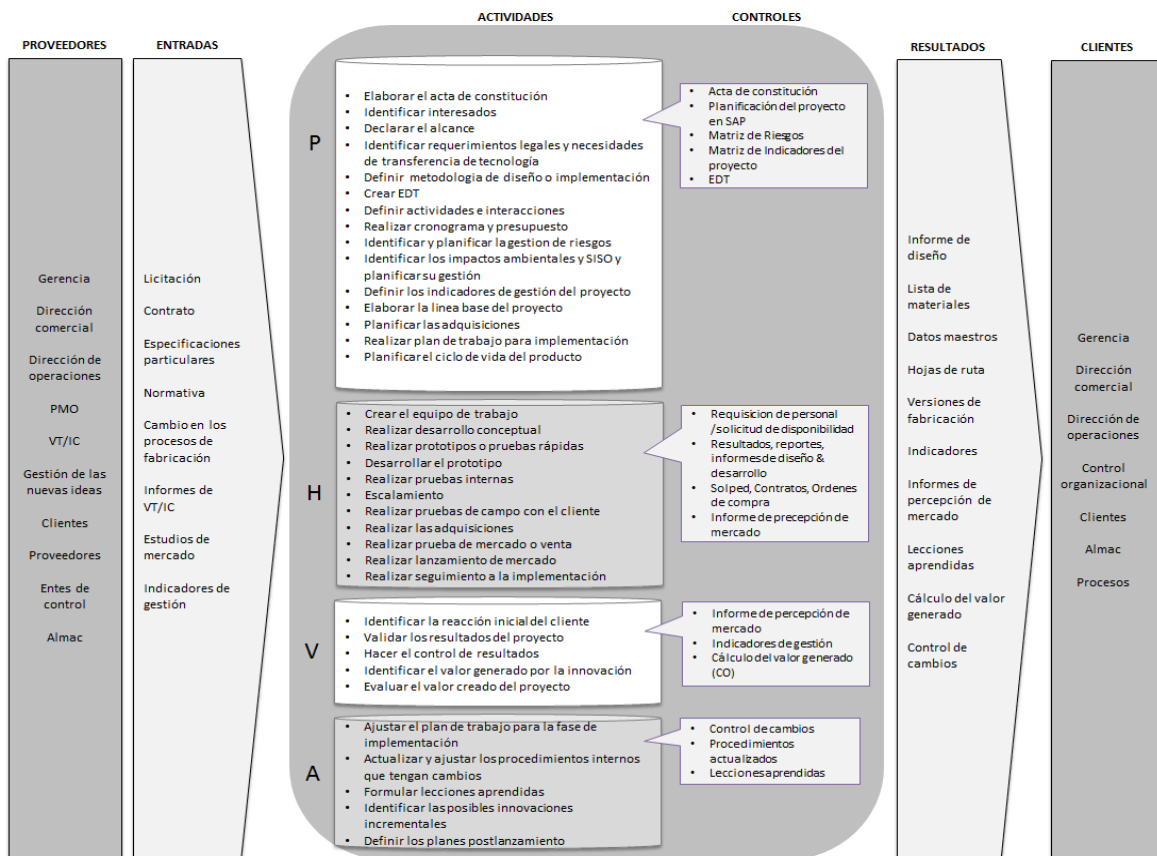 ACTIVIDADES
CONTROLES
PROVEEDORES
ENTRADAS
RESULTADOS
CLIENTES
Gerencia
Dirección
comercial
Dirección de
operaciones
PMO
VT/IC
Gestión de las
nuevas ideas
Clientes
Proveedores
Entes de
control
Almac
Licitación
Contrato
Especificaciones
particulares
Normativa
Cambio en los
procesos de
fabricación
Informes de
VT/IC
Estudios de
mercado
Indicadores de
gestión
P
• Elaborar el acta de constitución
• Identificar interesados
• Declarar el alcance
• Identificar requerimientos legales y necesidades
de transferencia de tecnología
• Definir metodologia de diseño o implementación
• Crear EDT
• Definir actividades e interacciones
• Realizar cronograma y presupuesto
• Identificar y planificar la gestion de riesgos
• Identificar los impactos ambientales y SISO y
planificar su gestión
• Definir los indicadores de gestión del proyecto
• Elaborar la linea base del proyecto
• Planificar las adquisiciones
• Realizar plan de trabajo para implementación
• Planificar el ciclo de vida del producto
• Acta de constitución
• Planificación del proyecto
en SAP
• Matriz de Riesgos
• Matriz de Indicadores del
proyecto
• EDT
H
• Crear el equipo de trabajo
• Realizar desarrollo conceptual
• Realizar prototipos o pruebas rápidas
• Desarrollar el prototipo
• Realizar pruebas internas
• Escalamiento
• Realizar pruebas de campo con el cliente
• Realizar las adquisiciones
• Realizar prueba de mercado o venta
• Realizar lanzamiento de mercado
• Realizar seguimiento a la implementación
• Requisicion de personal
/solicitud de disponibilidad
• Resultados, reportes,
informes de diseño &
desarrollo
• Solped, Contratos, Ordenes
de compra
• Informe de precepción de
mercado
V
• Identificar la reacción inicial del cliente
• Validar los resultados del proyecto
• Hacer el control de resultados
• Identificar el valor generado por la innovación
• Evaluar el valor creado del proyecto
• Informe de percepción de
mercado
• Indicadores de gestión
• Cálculo del valor generado
(CO)
A
• Ajustar el plan de trabajo para la fase de
implementación
• Actualizar y ajustar los procedimientos internos
que tengan cambios
• Formular lecciones aprendidas
• Identificar las posibles innovaciones
incrementales
• Definir los planes postlanzamiento
• Control de cambios
• Procedimientos
actualizados
• Lecciones aprendidas
Informe de
diseño
Lista de
materiales
Datos maestros
Hojas de ruta
Versiones de
fabricación
Indicadores
Informes de
percepción de
mercado
Lecciones
aprendidas
Cálculo del valor
generado
Control de
cambios
Gerencia
Dirección
comercial
Dirección de
operaciones
Control
organizacional
Clientes
Almac
Procesos